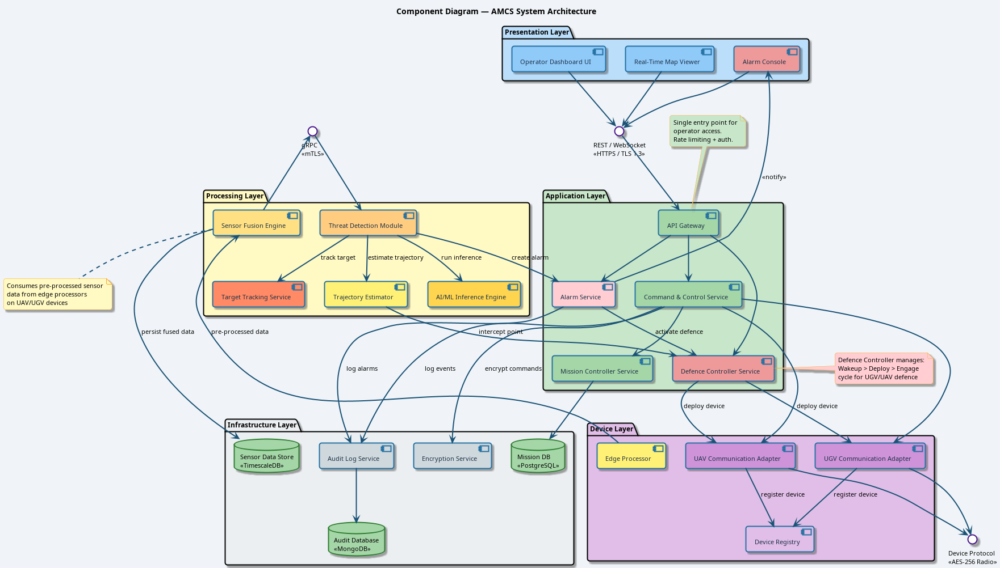 Component Diagram — AMCS System Architecture
Presentation Layer
Operator Dashboard UI
Real-Time Map Viewer
Alarm Console
Single entry point for
operator access.
Rate limiting + auth.
gRPC
«mTLS»
REST / WebSocket
«HTTPS / TLS 1.3»
«notify»
Processing Layer
Application Layer
Sensor Fusion Engine
Threat Detection Module
API Gateway
track target
estimate trajectory
run inference
create alarm
Consumes pre-processed sensor
data from edge processors
on UAV/UGV devices
Target Tracking Service
Trajectory Estimator
AI/ML Inference Engine
Alarm Service
Command & Control Service
persist fused data
pre-processed data
intercept point
activate defence
log alarms
log events
encrypt commands
Mission Controller Service
Defence Controller Service
Defence Controller manages:
Wakeup > Deploy > Engage
cycle for UGV/UAV defence
deploy device
deploy device
Infrastructure Layer
Device Layer
Sensor Data Store
«TimescaleDB»
Audit Log Service
Encryption Service
Mission DB
«PostgreSQL»
Edge Processor
UAV Communication Adapter
UGV Communication Adapter
register device
register device
Audit Database
«MongoDB»
Device Registry
Device Protocol
«AES-256 Radio»